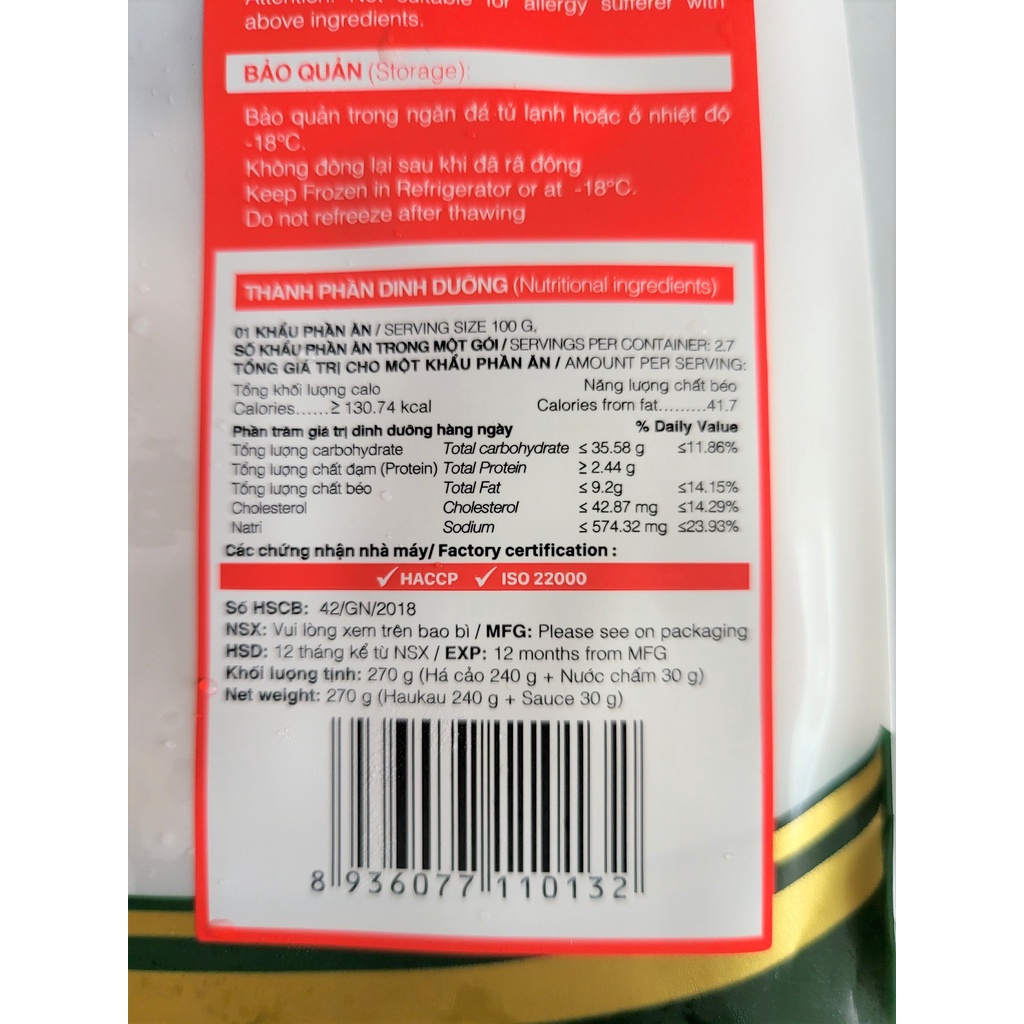 Attention: Not suitable for allergy sufferer with
above ingredients.
BẢO QUẢN (Storage):
Bảo quản trong ngăn đá tủ lạnh hoặc ở nhiệt độ
-18°C.
Không đông lại sau khi đã rã đông
Keep Frozen in Refrigerator or at -18°C.
Do not refreeze after thawing
THÀNH PHẦN DINH DƯỠNG (Nutritional ingredients)
01 KHẨU PHẦN ĂN / SERVING SIZE 100 G,
SỐ KHẨU PHẦN ĂN TRONG MỘT GÓI / SERVINGS PER CONTAINER: 2.7
TỔNG GIÁ TRỊ CHO MỘT KHẨU PHẦN ĂN / AMOUNT PER SERVING:
Tổng khối lượng calo Năng lượng chất béo
Calories......≥ 130.74 kcal Calories from fat.........41.7
Phần trăm giá trị dinh dưỡng hàng ngày % Daily Value
Tổng lượng carbohydrate Total carbohydrate ≤ 35.58 g ≤11.86%
Tổng lượng chất đạm (Protein) Total Protein ≥ 2.44 g
Tổng lượng chất béo Total Fat ≤ 9.2g ≤14.15%
Cholesterol Cholesterol ≤ 42.87 mg ≤14.29%
Natri Sodium ≤ 574.32 mg ≤23.93%
Các chứng nhận nhà máy/ Factory certification :
✓ HACCP ✓ ISO 22000
Số HSCB: 42/GN/2018
NSX: Vui lòng xem trên bao bì / MFG: Please see on packaging
HSD: 12 tháng kể từ NSX / EXP: 12 months from MFG
Khối lượng tịnh: 270 g (Há cảo 240 g + Nước chấm 30 g)
Net weight: 270 g (Haukau 240 g + Sauce 30 g)
8 936077 110132